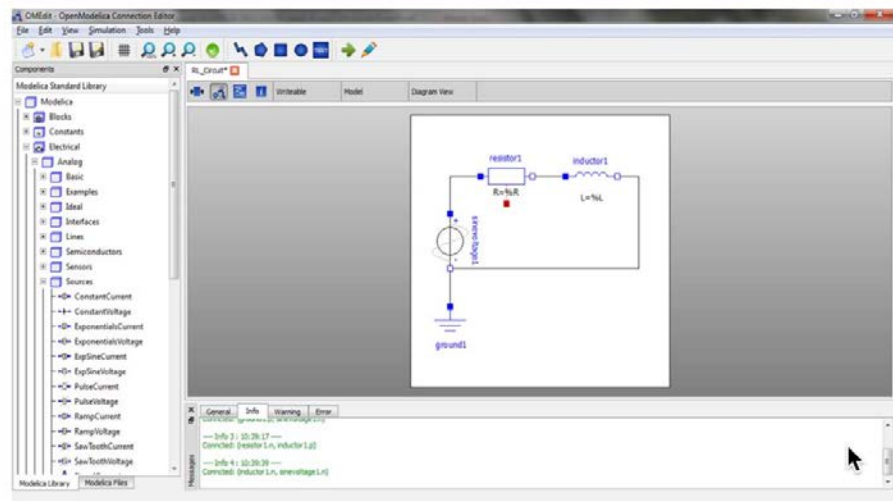 OMEdit - OpenModelica Connection Editor
File Edit View Simulation Tools Help
Components
RL_Circuit*
Modelica Standard Library
Writeable Model Diagram View
Modelica
Blocks
Constants
Electrical
Analog
Basic
Examples
Ideal
Interfaces
Lines
Semiconductors
Sensors
Sources
ConstantCurrent
ConstantVoltage
ExponentialsCurrent
ExponentialsVoltage
ExpSineCurrent
ExpSineVoltage
PulseCurrent
PulseVoltage
RampCurrent
RampVoltage
SawToothCurrent
SawToothVoltage
Modelica Library Modelica Files
resistor1
inductor1
R=%R
L=%L
sinevoltage1
+
-
ground1
General Info Warning Error
---- Info 3 : 10:39:17 ----
Connected: {resistor1.n, inductor1.p}
---- Info 4 : 10:39:39 ----
Connected: {inductor1.n, sinevoltage1.n}
Messages